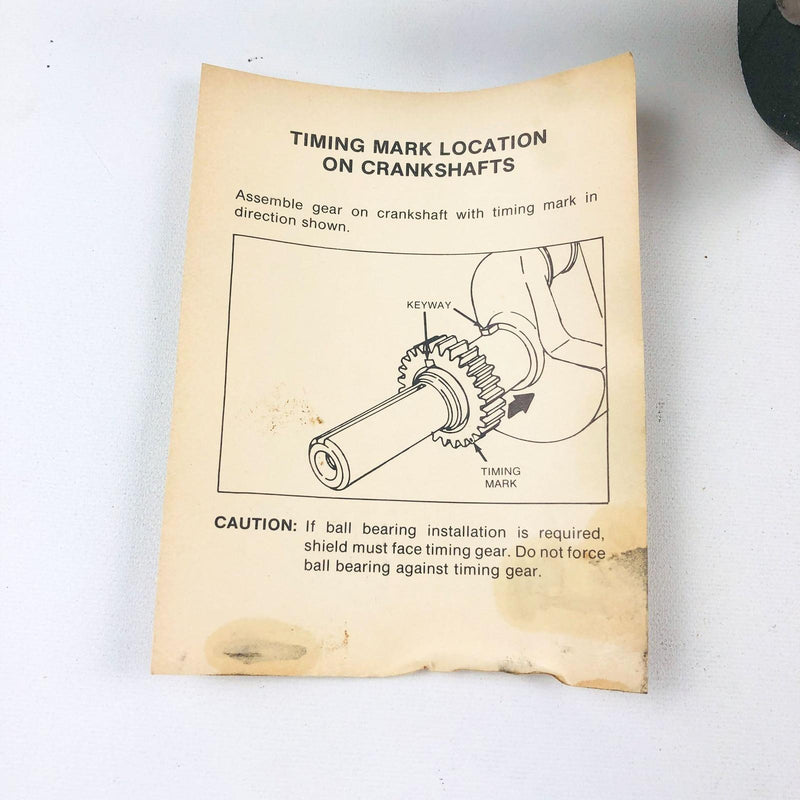 TIMING MARK LOCATION
ON CRANKSHAFTS
Assemble gear on crankshaft with timing mark in
direction shown.
KEYWAY
TIMING
MARK
CAUTION: If ball bearing installation is required,
shield must face timing gear. Do not force
ball bearing against timing gear.